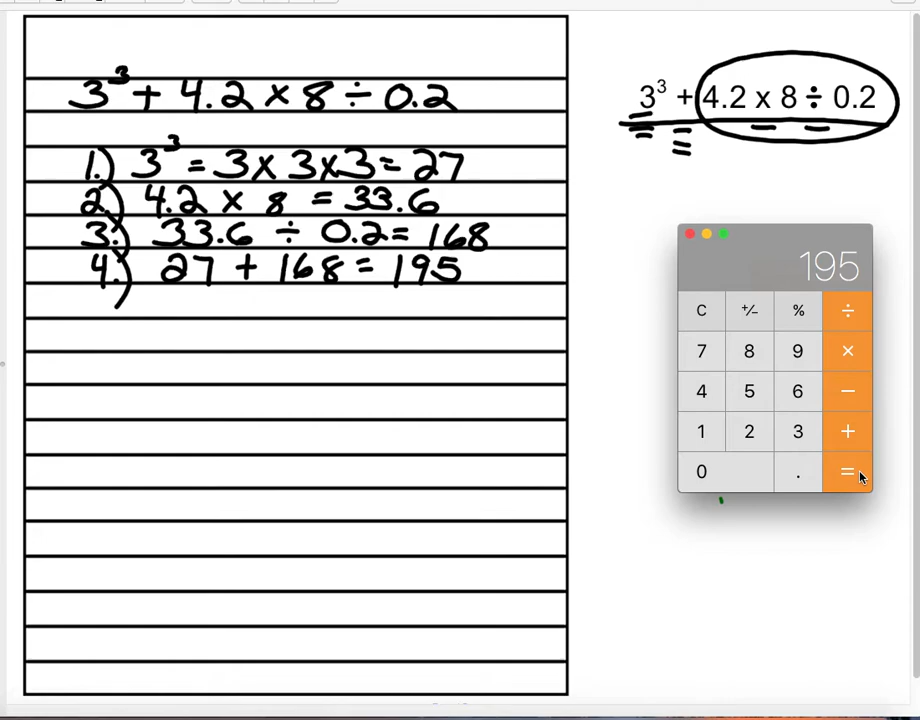 3³ + 4.2 × 8 ÷ 0.2
1.) 3³ = 3 × 3 × 3 = 27
2.) 4.2 × 8 = 33.6
3.) 33.6 ÷ 0.2 = 168
4.) 27 + 168 = 195
3³ + 4.2 x 8 ÷ 0.2
195
C +/− % ÷
7 8 9 ×
4 5 6 −
1 2 3 +
0 . =